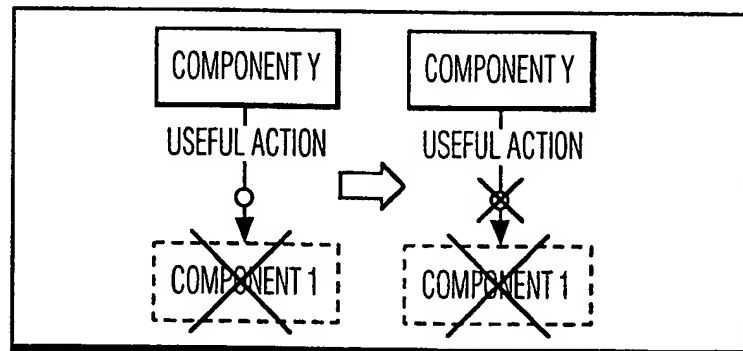 COMPONENT Y
USEFUL ACTION
COMPONENT 1
COMPONENT Y
USEFUL ACTION
COMPONENT 1